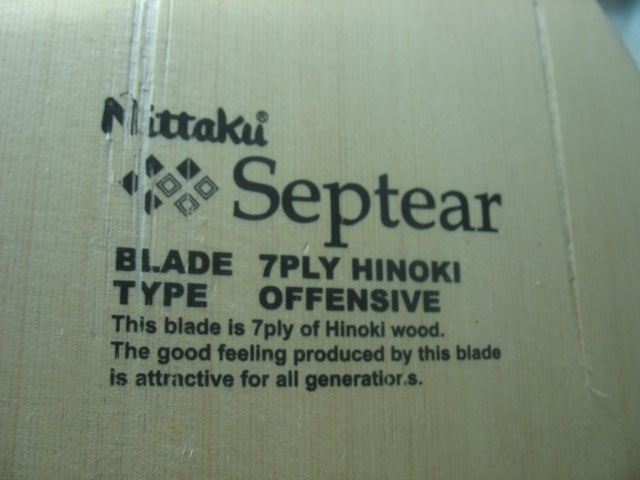 Nittaku®
Septear
BLADE 7PLY HINOKI
TYPE OFFENSIVE
This blade is 7ply of Hinoki wood.
The good feeling produced by this blade
is attractive for all generations.